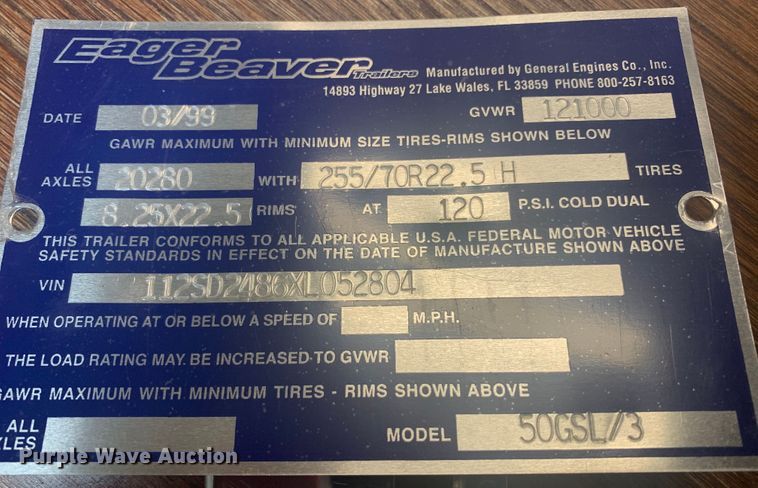 Eager Beaver Trailers Manufactured by General Engines Co., Inc.
14893 Highway 27 Lake Wales, FL 33859 PHONE 800-257-8163
DATE 03/99 GVWR 121000
GAWR MAXIMUM WITH MINIMUM SIZE TIRES-RIMS SHOWN BELOW
ALL AXLES 20280 WITH 255/70R22.5 H TIRES
8.25X22.5 RIMS AT 120 P.S.I. COLD DUAL
THIS TRAILER CONFORMS TO ALL APPLICABLE U.S.A. FEDERAL MOTOR VEHICLE
SAFETY STANDARDS IN EFFECT ON THE DATE OF MANUFACTURE SHOWN ABOVE
VIN 112SD2486XL052804
WHEN OPERATING AT OR BELOW A SPEED OF M.P.H.
THE LOAD RATING MAY BE INCREASED TO GVWR
GAWR MAXIMUM WITH MINIMUM TIRES - RIMS SHOWN ABOVE
ALL
XLES MODEL 50GSL/3
Purple Wave Auction